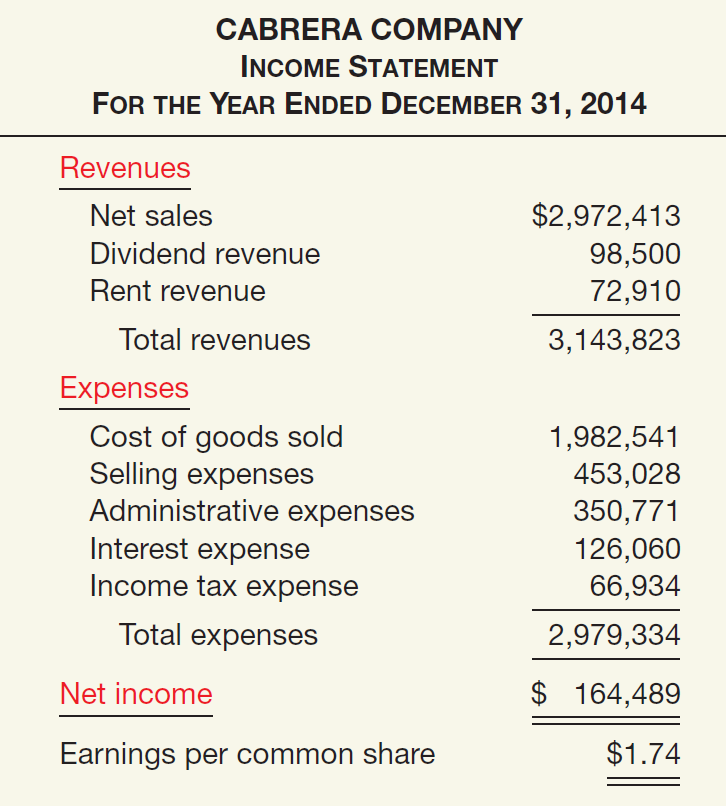 CABRERA COMPANY
INCOME STATEMENT
FOR THE YEAR ENDED DECEMBER 31, 2014
Revenues
Net sales $2,972,413
Dividend revenue 98,500
Rent revenue 72,910
Total revenues 3,143,823
Expenses
Cost of goods sold 1,982,541
Selling expenses 453,028
Administrative expenses 350,771
Interest expense 126,060
Income tax expense 66,934
Total expenses 2,979,334
Net income $ 164,489
Earnings per common share $1.74